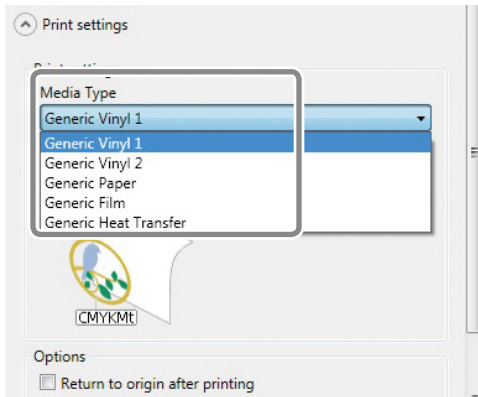 Print settings
Media Type
Generic Vinyl 1
Generic Vinyl 1
Generic Vinyl 2
Generic Paper
Generic Film
Generic Heat Transfer
CMYKMt
Options
Return to origin after printing